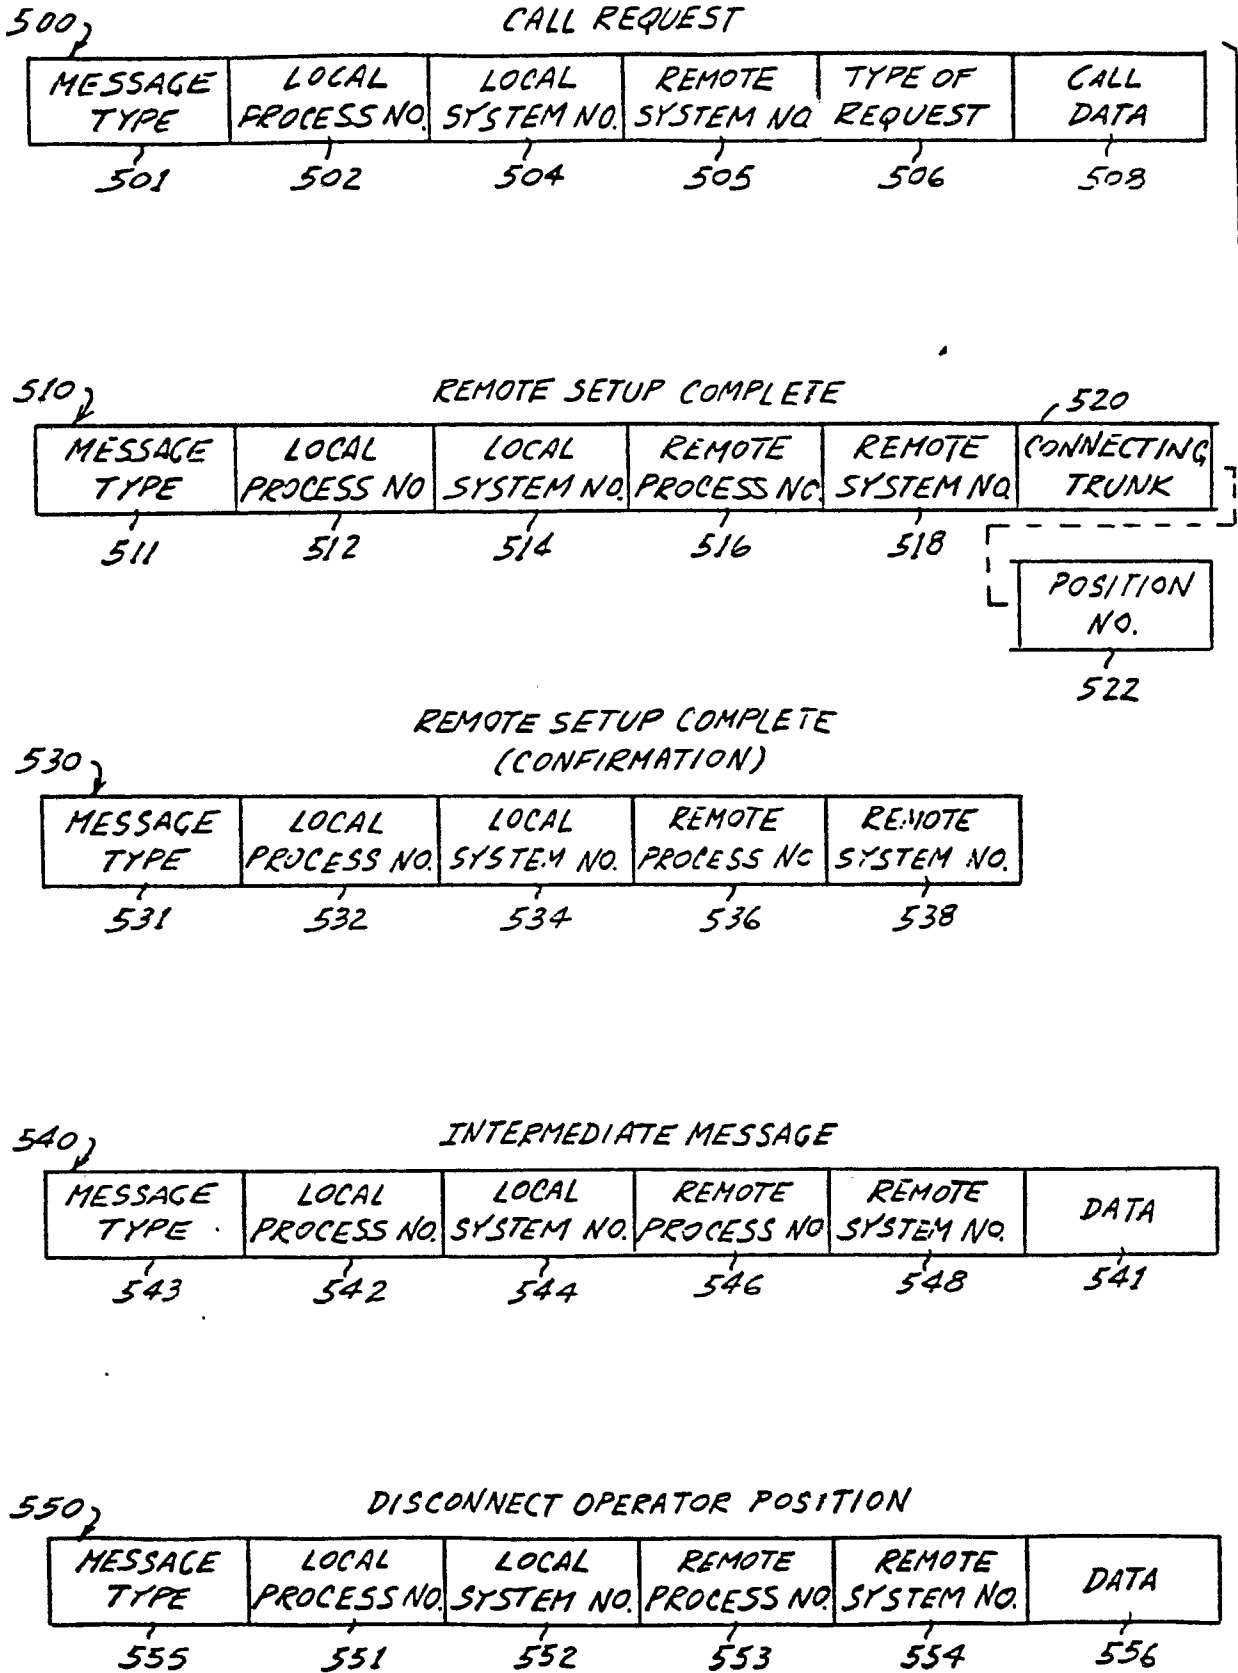 500 CALL REQUEST
MESSAGE LOCAL LOCAL REMOTE TYPE OF CALL
TYPE PROCESS NO. SYSTEM NO. SYSTEM NO REQUEST DATA
501 502 504 505 506 508
510 REMOTE SETUP COMPLETE 520
MESSAGE LOCAL LOCAL REMOTE REMOTE CONNECTING
TYPE PROCESS NO SYSTEM NO. PROCESS NO. SYSTEM NO. TRUNK
511 512 514 516 518
POSITION
NO.
522
REMOTE SETUP COMPLETE
530 (CONFIRMATION)
MESSAGE LOCAL LOCAL REMOTE REMOTE
TYPE PROCESS NO. SYSTEM NO. PROCESS NO SYSTEM NO.
531 532 534 536 538
540 INTERMEDIATE MESSAGE
MESSAGE LOCAL LOCAL REMOTE REMOTE DATA
TYPE PROCESS NO. SYSTEM NO. PROCESS NO SYSTEM NO.
543 542 544 546 548 541
550 DISCONNECT OPERATOR POSITION
MESSAGE LOCAL LOCAL REMOTE REMOTE DATA
TYPE PROCESS NO. SYSTEM NO. PROCESS NO. SYSTEM NO.
555 551 552 553 554 556